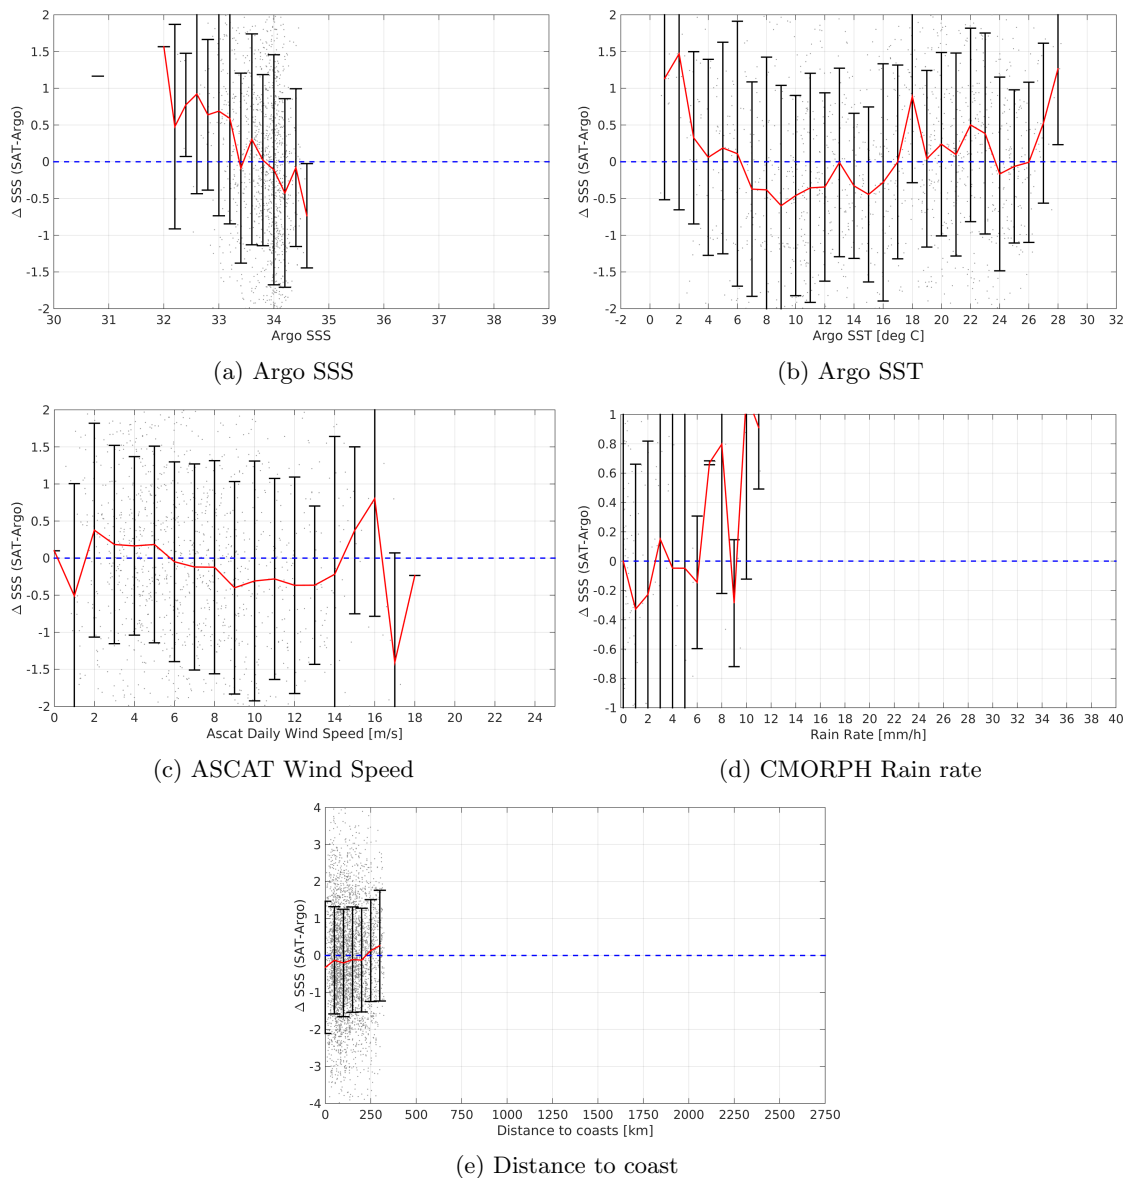 2
1.5
1
0.5
0
-0.5
-1
-1.5
-2
Δ SSS (SAT-Argo)
30 31 32 33 34 35 36 37 38 39
Argo SSS
(a) Argo SSS
2
1.5
1
0.5
0
-0.5
-1
-1.5
-2
Δ SSS (SAT-Argo)
-2 0 2 4 6 8 10 12 14 16 18 20 22 24 26 28 30 32
Argo SST [deg C]
(b) Argo SST
2
1.5
1
0.5
0
-0.5
-1
-1.5
-2
Δ SSS (SAT-Argo)
0 2 4 6 8 10 12 14 16 18 20 22 24
Ascat Daily Wind Speed [m/s]
(c) ASCAT Wind Speed
1
0.8
0.6
0.4
0.2
0
-0.2
-0.4
-0.6
-0.8
-1
Δ SSS (SAT-Argo)
0 2 4 6 8 10 12 14 16 18 20 22 24 26 28 30 32 34 36 38 40
Rain Rate [mm/h]
(d) CMORPH Rain rate
4
3
2
1
0
-1
-2
-3
-4
Δ SSS (SAT-Argo)
0 250 500 750 1000 1250 1500 1750 2000 2250 2500 2750
Distance to coasts [km]
(e) Distance to coast